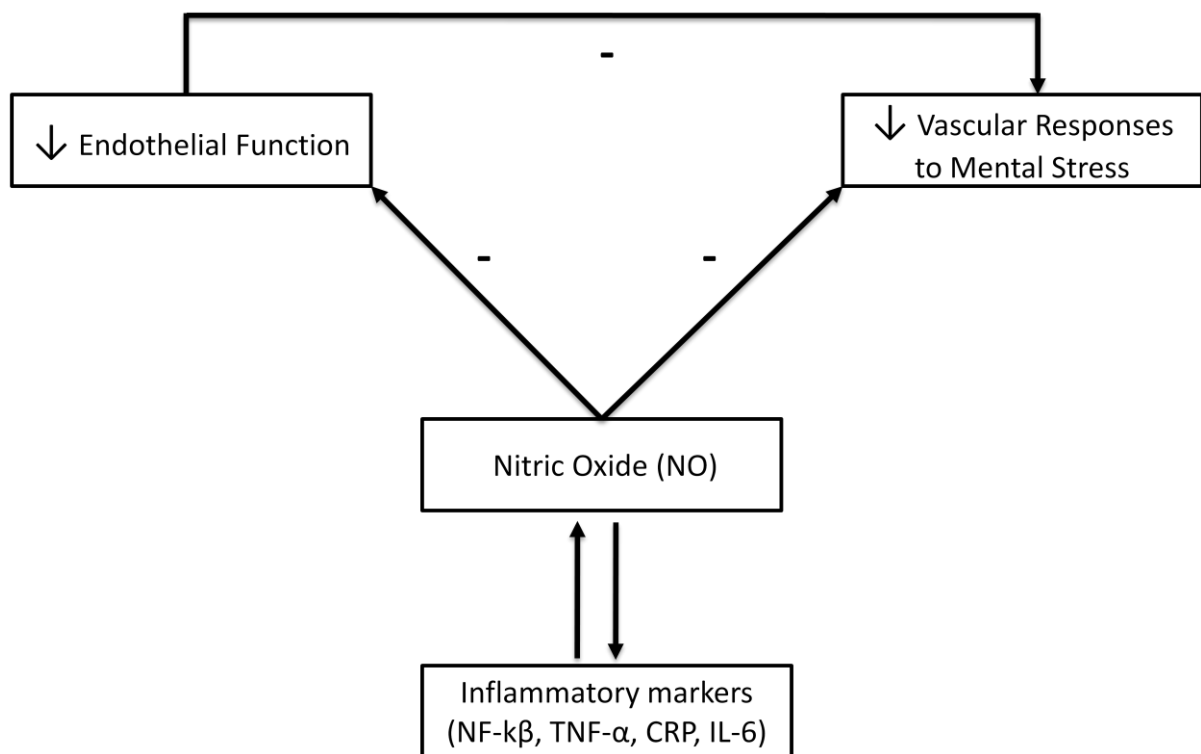 -
↓ Endothelial Function
↓ Vascular Responses
to Mental Stress
-
-
Nitric Oxide (NO)
Inflammatory markers
(NF-kβ, TNF-α, CRP, IL-6)